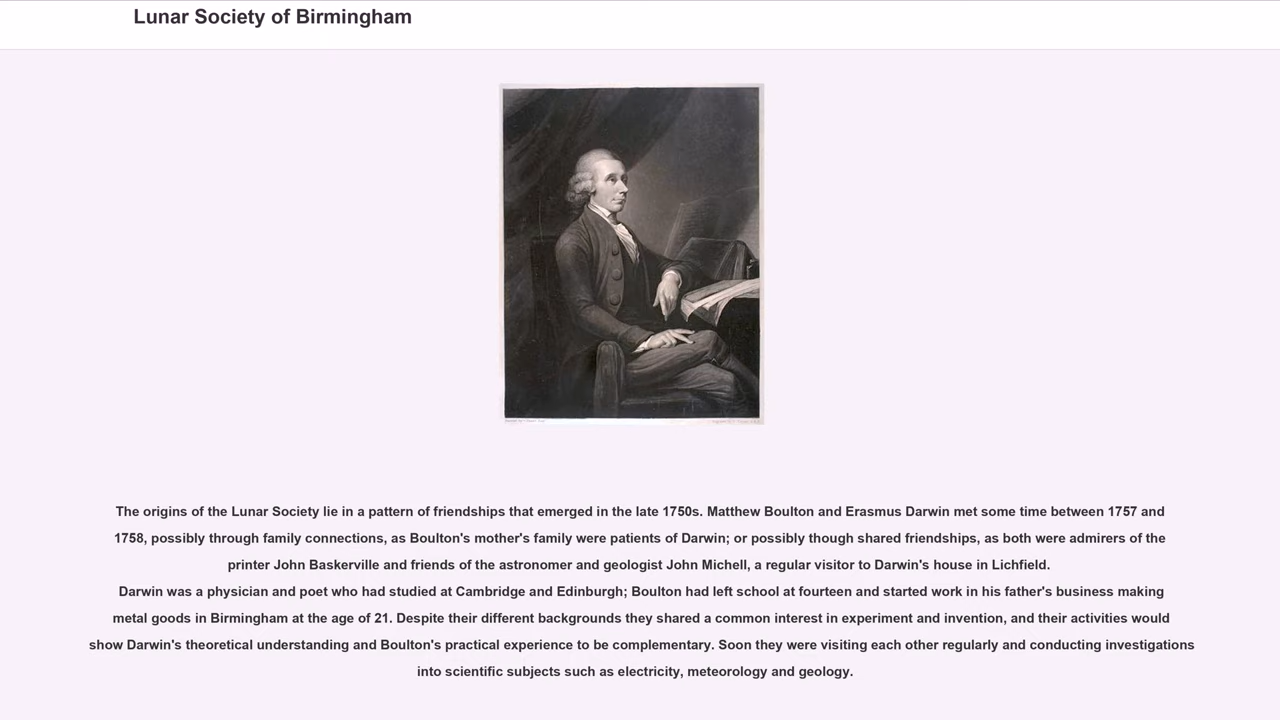 Lunar Society of Birmingham
The origins of the Lunar Society lie in a pattern of friendships that emerged in the late 1750s. Matthew Boulton and Erasmus Darwin met some time between 1757 and
1758, possibly through family connections, as Boulton's mother's family were patients of Darwin; or possibly though shared friendships, as both were admirers of the
printer John Baskerville and friends of the astronomer and geologist John Michell, a regular visitor to Darwin's house in Lichfield.
Darwin was a physician and poet who had studied at Cambridge and Edinburgh; Boulton had left school at fourteen and started work in his father's business making
metal goods in Birmingham at the age of 21. Despite their different backgrounds they shared a common interest in experiment and invention, and their activities would
show Darwin's theoretical understanding and Boulton's practical experience to be complementary. Soon they were visiting each other regularly and conducting investigations
into scientific subjects such as electricity, meteorology and geology.